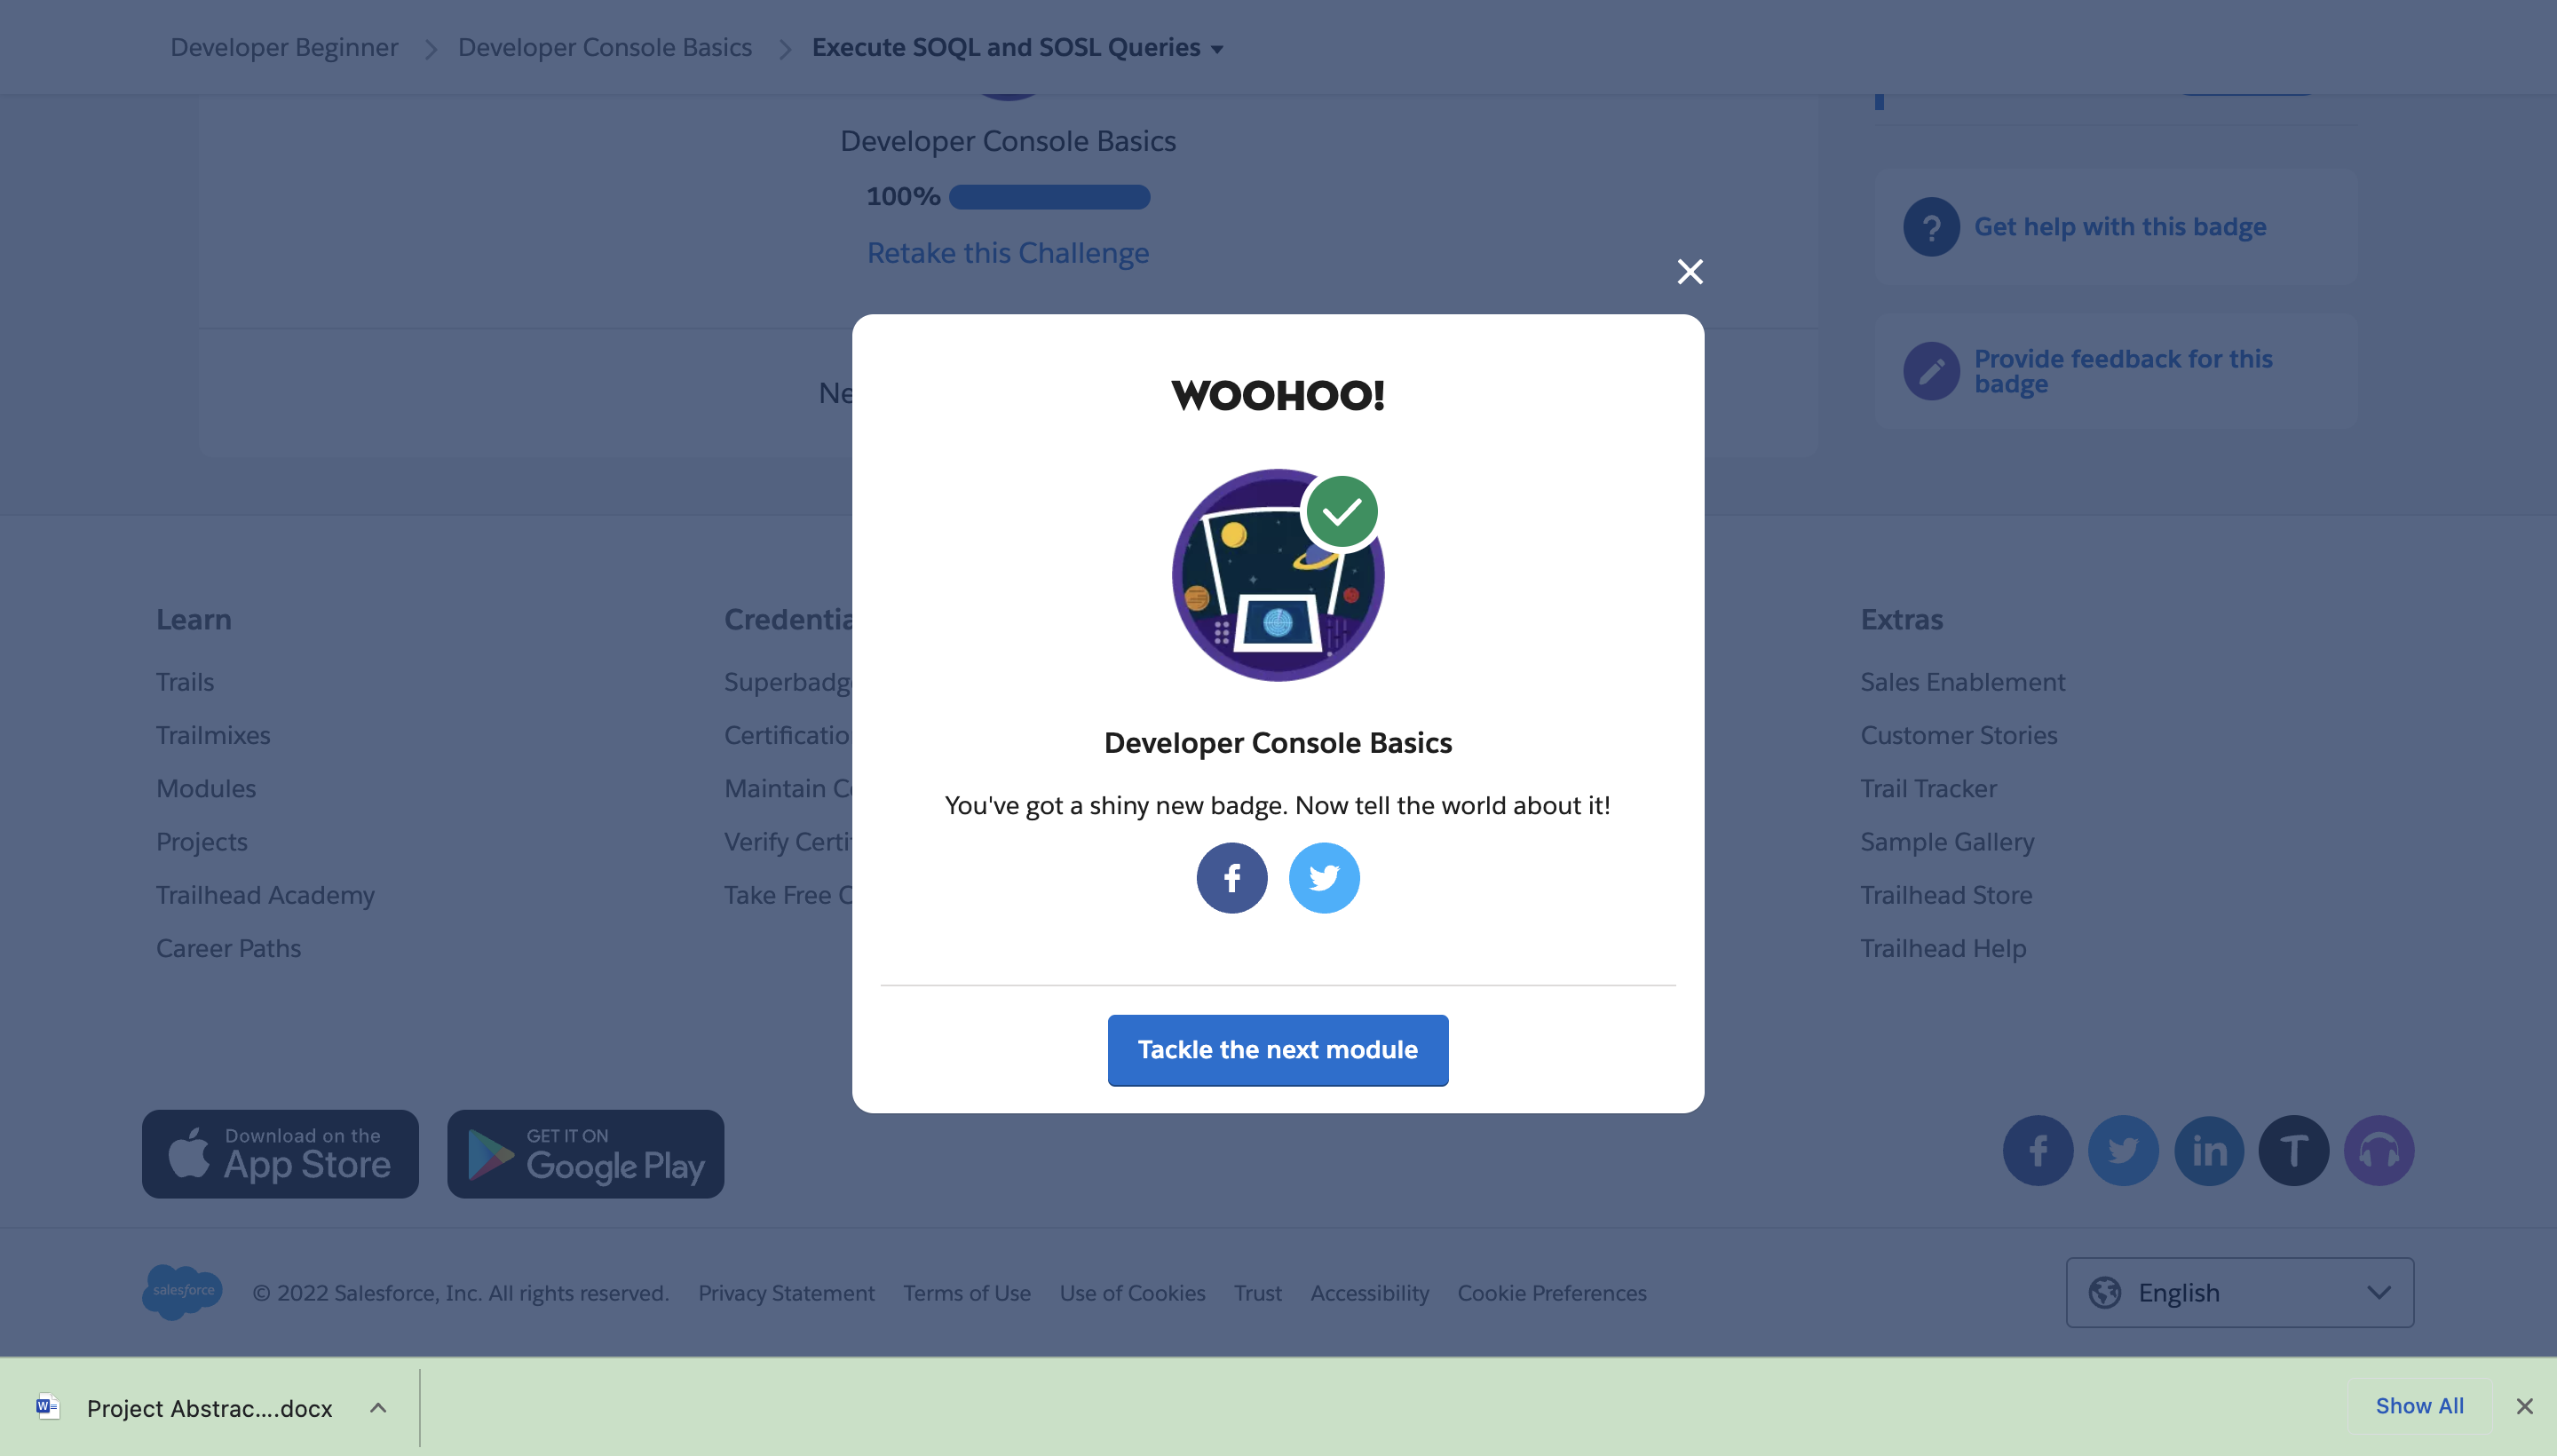 Developer Beginner
Developer Console Basics
Execute SOQL and SOSL Queries
Developer Console Basics
100%
Retake this Challenge
Get help with this badge
Provide feedback for this
badge
WOOHOO!
Developer Console Basics
You've got a shiny new badge. Now tell the world about it!
Tackle the next module
Learn
Trails
Trailmixes
Modules
Projects
Trailhead Academy
Career Paths
Extras
Sales Enablement
Customer Stories
Trail Tracker
Sample Gallery
Trailhead Store
Trailhead Help
Take Free
Maintain
Verify
Download on the
App Store
GET IT ON
Google Play
salesforce
© 2022 Salesforce, Inc. All rights reserved.
Privacy Statement
Terms of Use
Use of Cookies
Trust
Accessibility
Cookie Preferences
English
Project Abstrac....docx
Show All